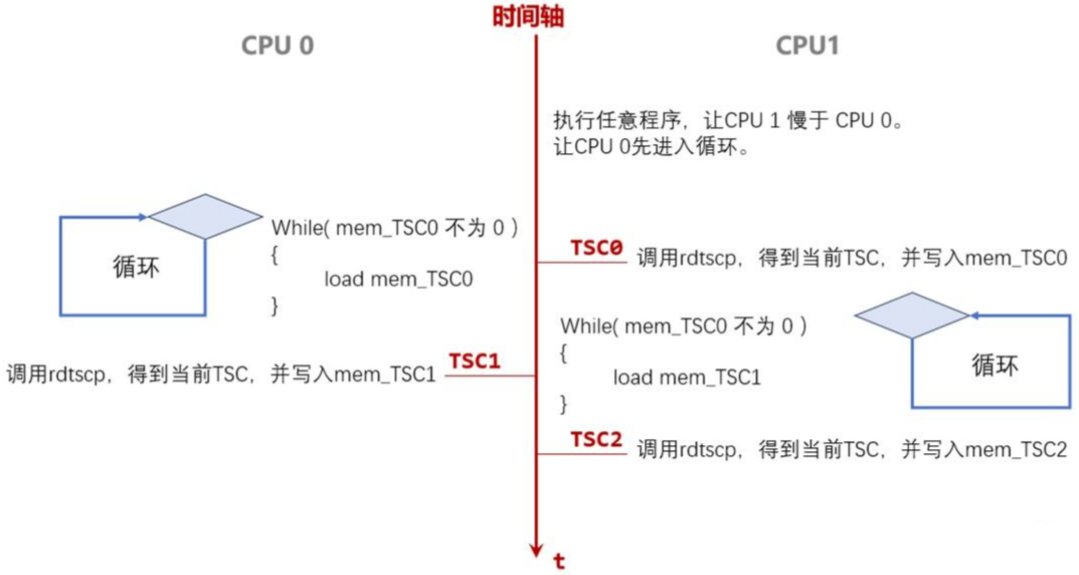 时间轴
CPU 0
CPU1
执行任意程序，让CPU 1 慢于 CPU 0。
让CPU 0先进入循环。
循环
While( mem_TSC0 不为 0 )
{
load mem_TSC0
}
TSC0
调用rdtscp，得到当前TSC，并写入mem_TSC0
While( mem_TSC0 不为 0 )
{
load mem_TSC1
}
循环
调用rdtscp，得到当前TSC，并写入mem_TSC1
TSC1
TSC2
调用rdtscp，得到当前TSC，并写入mem_TSC2
t